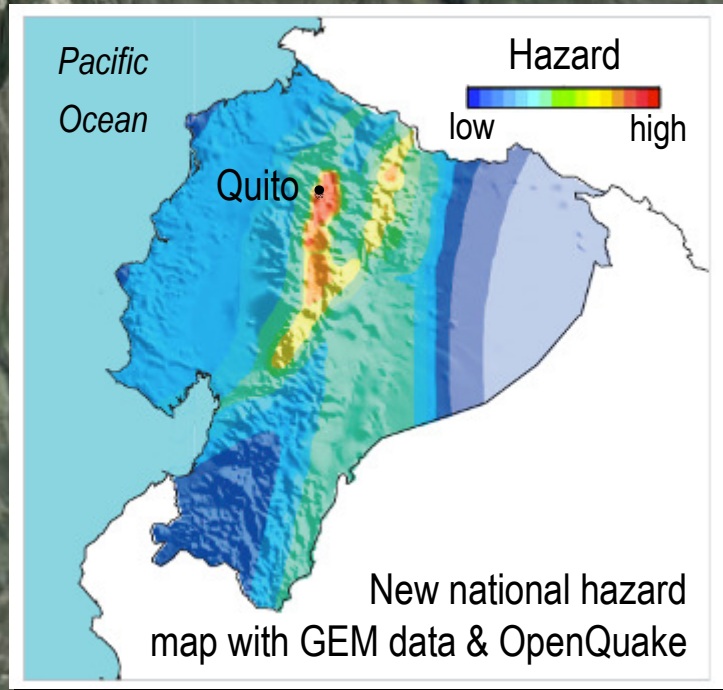 Pacific
Ocean
Hazard
low high
Quito
New national hazard
map with GEM data & OpenQuake